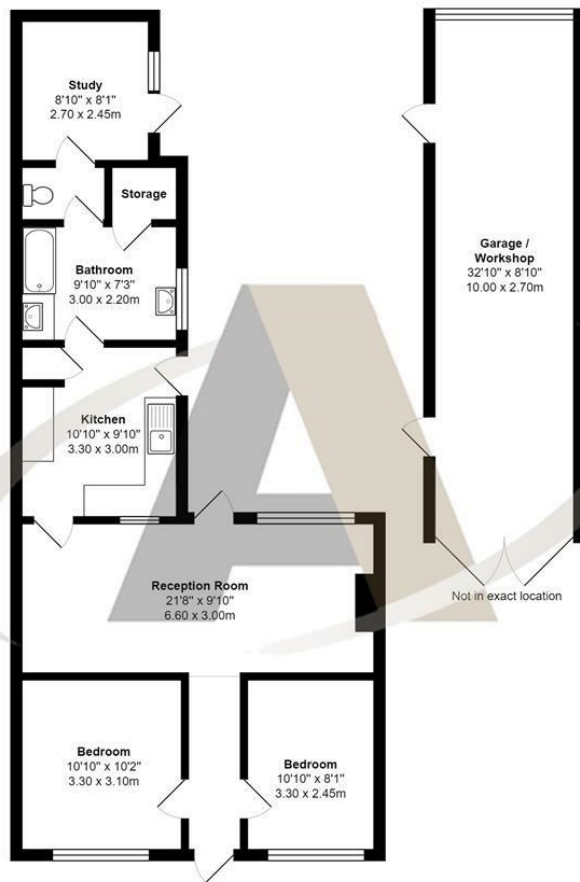 Study
8'10" x 8'1"
2.70 x 2.45m
Storage
Bathroom
9'10" x 7'3"
3.00 x 2.20m
Kitchen
10'10" x 9'10"
3.30 x 3.00m
Reception Room
21'8" x 9'10"
6.60 x 3.00m
Bedroom
10'10" x 10'2"
3.30 x 3.10m
Bedroom
10'10" x 8'1"
3.30 x 2.45m
Garage /
Workshop
32'10" x 8'10"
10.00 x 2.70m
Not in exact location
A